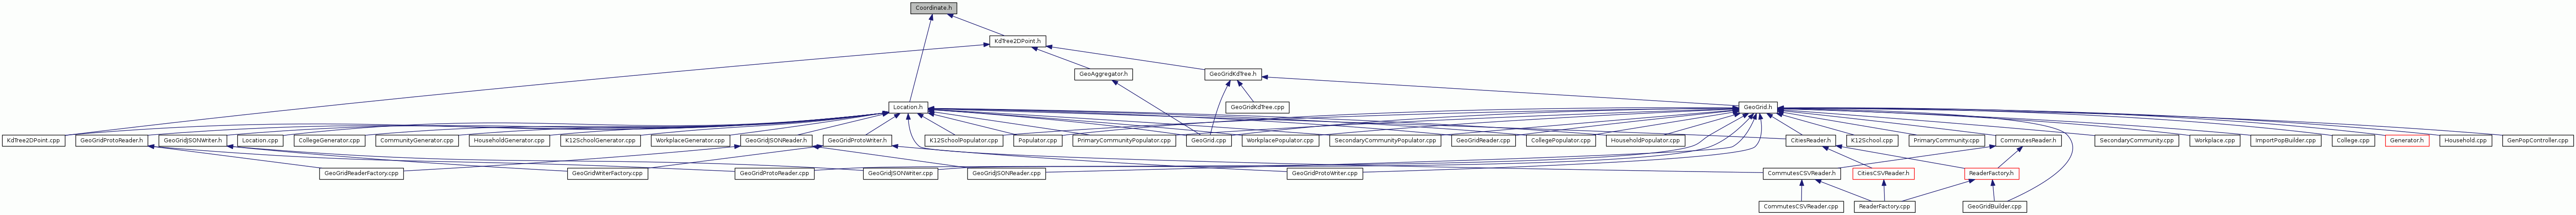 Coordinate.h
KdTree2DPoint.h
GeoAggregator.h
GeoGridKdTree.h
Location.h
GeoGridKdTree.cpp
GeoGrid.h
KdTree2DPoint.cpp
GeoGridProtoReader.h
GeoGridJSONWriter.h
Location.cpp
CollegeGenerator.cpp
CommunityGenerator.cpp
HouseholdGenerator.cpp
K12SchoolGenerator.cpp
WorkplaceGenerator.cpp
GeoGridJSONReader.h
GeoGridProtoWriter.h
K12SchoolPopulator.cpp
Populator.cpp
PrimaryCommunityPopulator.cpp
GeoGrid.cpp
WorkplacePopulator.cpp
SecondaryCommunityPopulator.cpp
GeoGridReader.cpp
CollegePopulator.cpp
HouseholdPopulator.cpp
CitiesReader.h
K12School.cpp
PrimaryCommunity.cpp
CommutesReader.h
SecondaryCommunity.cpp
Workplace.cpp
ImportPopBuilder.cpp
College.cpp
Generator.h
Household.cpp
GenPopController.cpp
GeoGridReaderFactory.cpp
GeoGridWriterFactory.cpp
GeoGridProtoReader.cpp
GeoGridJSONWriter.cpp
GeoGridJSONReader.cpp
GeoGridProtoWriter.cpp
CommutesCSVReader.h
CitiesCSVReader.h
ReaderFactory.h
CommutesCSVReader.cpp
ReaderFactory.cpp
GeoGridBuilder.cpp